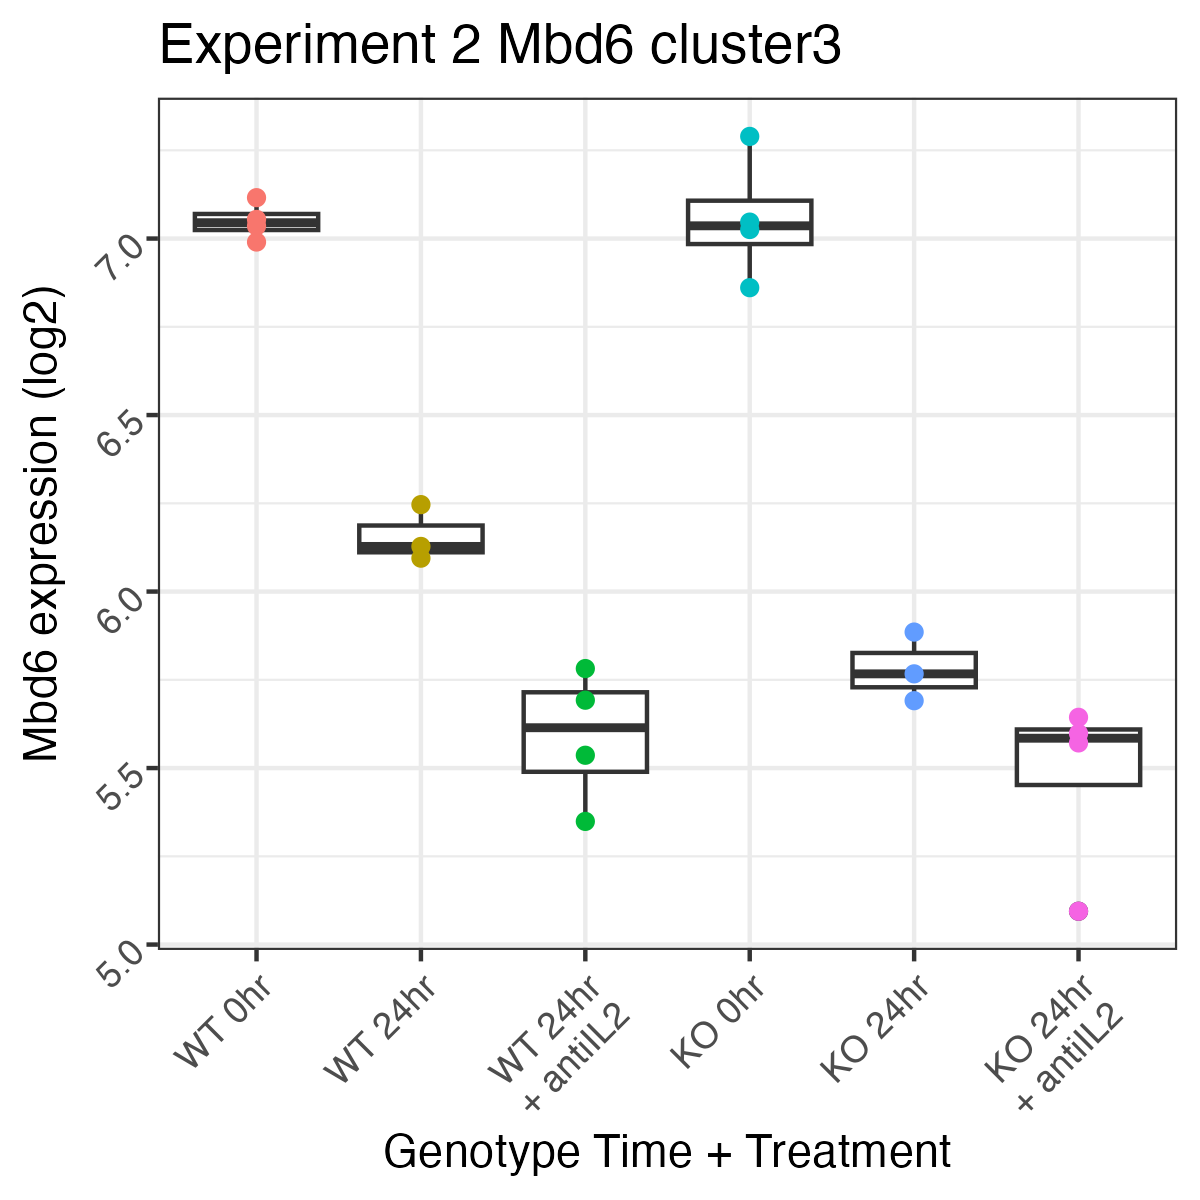 Experiment 2 Mbd6 cluster3
Mbd6 expression (log2)
7.0
6.5
6.0
5.5
5.0
WT 0hr
WT 24hr
WT 24hr
+ antiIL2
KO 0hr
KO 24hr
KO 24hr
+ antiIL2
Genotype Time + Treatment